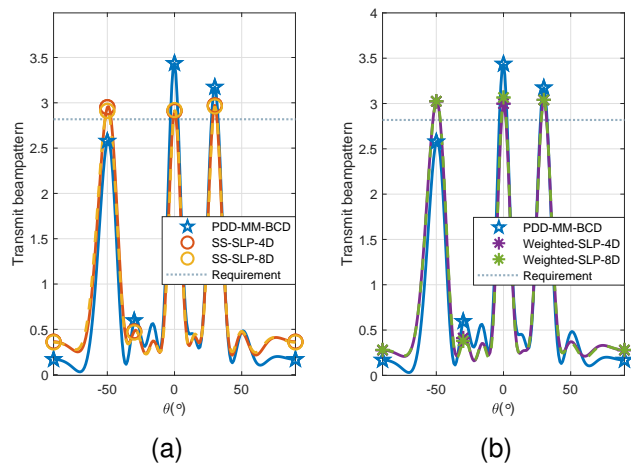 3.5
3
2.5
2
1.5
1
0.5
0
Transmit beampattern
-50
0
50
θ(°)
PDD-MM-BCD
SS-SLP-4D
SS-SLP-8D
Requirement
(a)
4
3.5
3
2.5
2
1.5
1
0.5
0
Transmit beampattern
-50
0
50
θ(°)
PDD-MM-BCD
Weighted-SLP-4D
Weighted-SLP-8D
Requirement
(b)